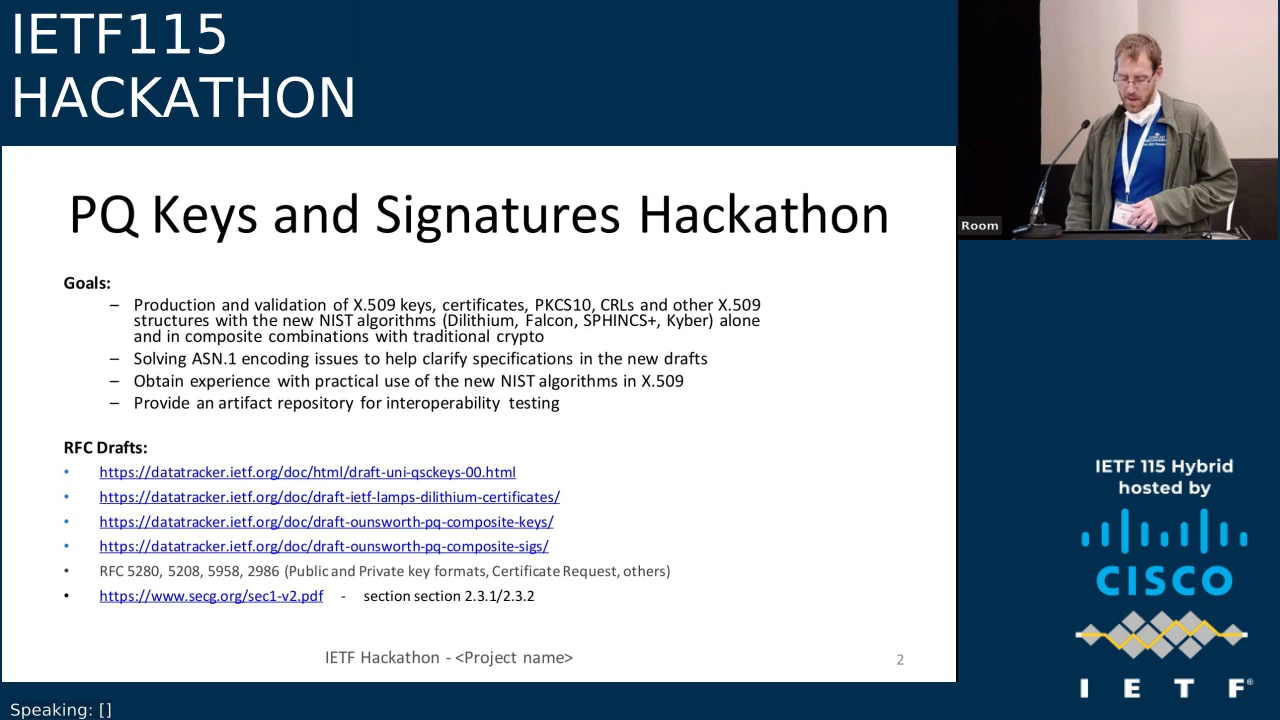 IETF115
HACKATHON
Room
PQ Keys and Signatures Hackathon
Goals:
– Production and validation of X.509 keys, certificates, PKCS10, CRLs and other X.509
structures with the new NIST algorithms (Dilithium, Falcon, SPHINCS+, Kyber) alone
and in composite combinations with traditional crypto
– Solving ASN.1 encoding issues to help clarify specifications in the new drafts
– Obtain experience with practical use of the new NIST algorithms in X.509
– Provide an artifact repository for interoperability testing
RFC Drafts:
• https://datatracker.ietf.org/doc/html/draft-uni-qsckeys-00.html
• https://datatracker.ietf.org/doc/draft-ietf-lamps-dilithium-certificates/
• https://datatracker.ietf.org/doc/draft-ounsworth-pq-composite-keys/
• https://datatracker.ietf.org/doc/draft-ounsworth-pq-composite-sigs/
• RFC 5280, 5208, 5958, 2986 (Public and Private key formats, Certificate Request, others)
• https://www.secg.org/sec1-v2.pdf - section section 2.3.1/2.3.2
IETF Hackathon - <Project name>
2
IETF 115 Hybrid
hosted by
CISCO
I E T F®
Speaking: []